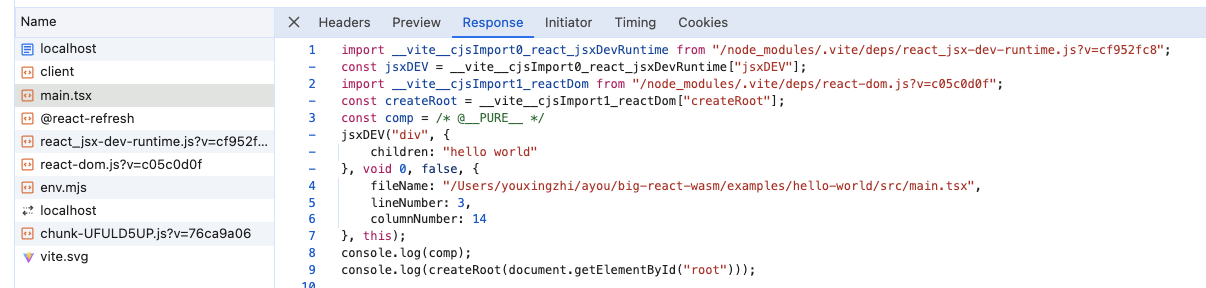 Name
localhost
client
main.tsx
@react-refresh
react_jsx-dev-runtime.js?v=cf952f...
react-dom.js?v=c05c0d0f
env.mjs
localhost
chunk-UFULD5UP.js?v=76ca9a06
vite.svg
Headers Preview Response Initiator Timing Cookies
1 import __vite__cjsImport0_react_jsxDevRuntime from "/node_modules/.vite/deps/react_jsx-dev-runtime.js?v=cf952fc8";
- const jsxDEV = __vite__cjsImport0_react_jsxDevRuntime["jsxDEV"];
2 import __vite__cjsImport1_reactDom from "/node_modules/.vite/deps/react-dom.js?v=c05c0d0f";
- const createRoot = __vite__cjsImport1_reactDom["createRoot"];
3 const comp = /* @__PURE__ */
- jsxDEV("div", {
-     children: "hello world"
- }, void 0, false, {
4     fileName: "/Users/youxingzhi/ayou/big-react-wasm/examples/hello-world/src/main.tsx",
5     lineNumber: 3,
6     columnNumber: 14
7 }, this);
8 console.log(comp);
9 console.log(createRoot(document.getElementById("root")));
10